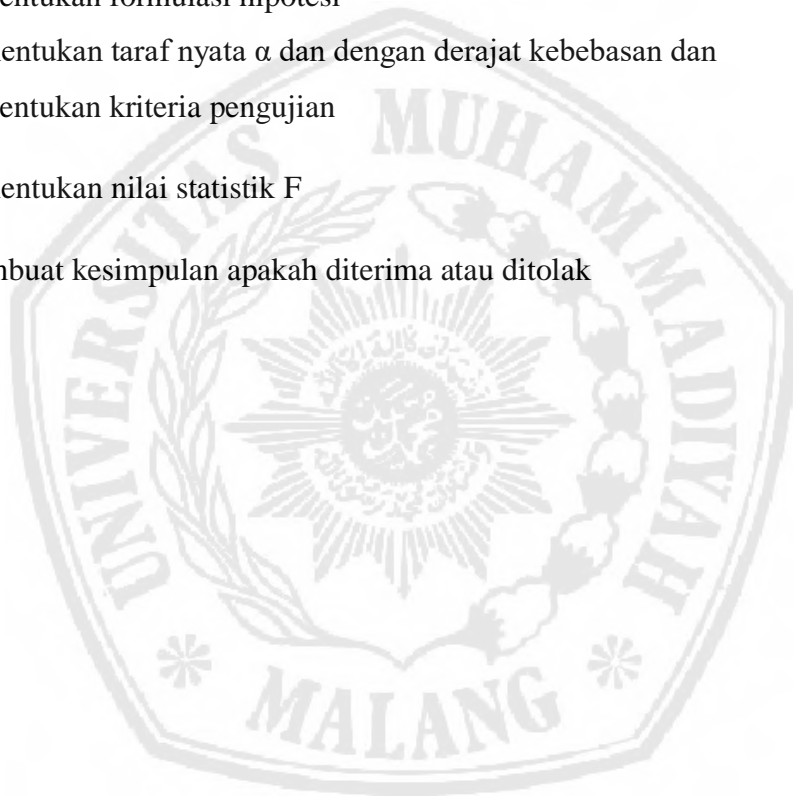 entukan formulasi hipotesi
entukan taraf nyata α dan dengan derajat kebebasan dan
entukan kriteria pengujian
entukan nilai statistik F
buat kesimpulan apakah diterima atau ditolak
UNIVERSITAS MUHAMMADIYAH
MALANG